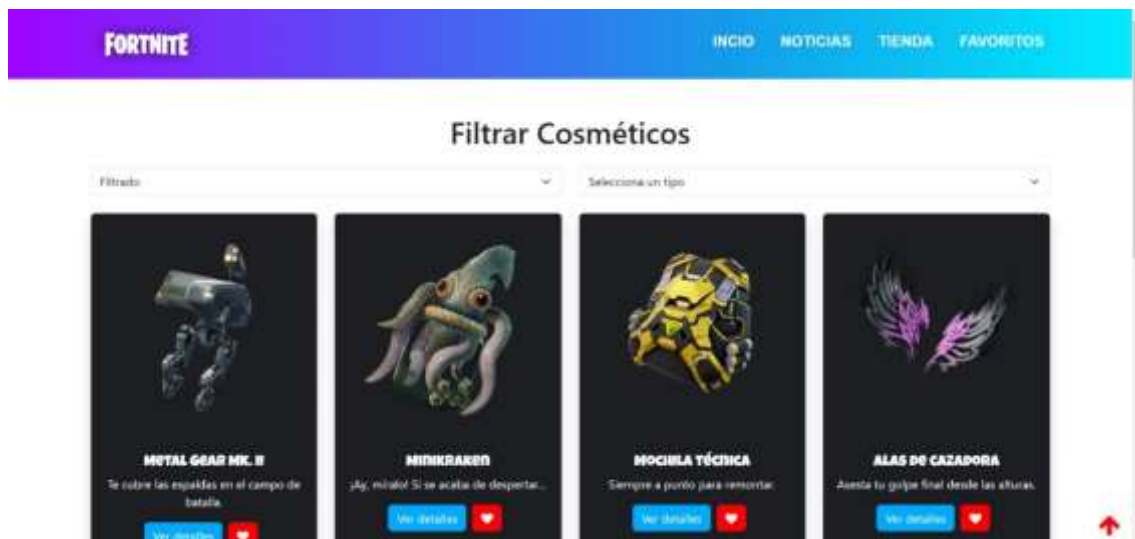 FORTNITE
INCIO NOTICIAS TIENDA FAVORITOS
Filtrar Cosméticos
Filtrado Selecciona un tipo
METAL GEAR MK. II MINIKRAKEN MOCHILA TÉCNICA ALAS DE CAZADORA
Te cubre las espaldas en el campo de batalla. ¡Ay, míralo! Si se acaba de despertar... Siempre a punto para remontar. Asesta tu golpe final desde las alturas.
Ver detalles Ver detalles Ver detalles Ver detalles